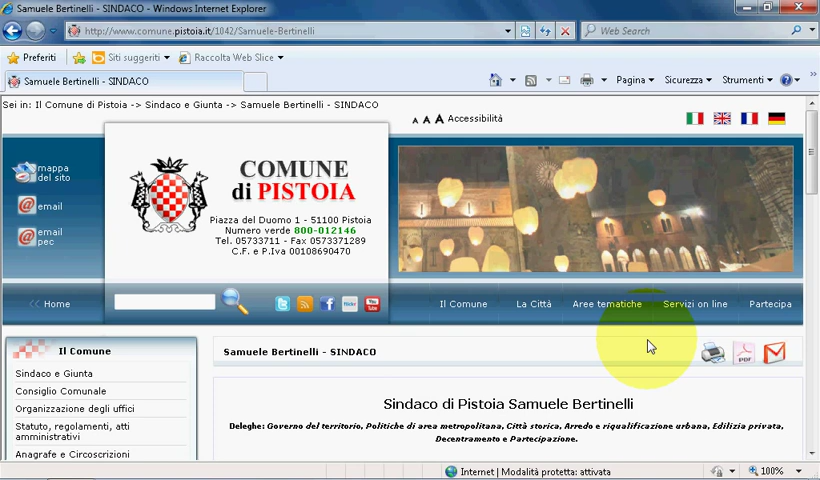 Samuele Bertinelli - SINDACO - Windows Internet Explorer
http://www.comune.pistoia.it/1042/Samuele-Bertinelli
Web Search
Preferiti
Siti suggeriti
Raccolta Web Slice
Samuele Bertinelli - SINDACO
Pagina
Sicurezza
Strumenti
Sei in: Il Comune di Pistoia -> Sindaco e Giunta -> Samuele Bertinelli - SINDACO
A A A Accessibilità
mappa
del sito
email
email
pec
COMUNE
di PISTOIA
Piazza del Duomo 1 - 51100 Pistoia
Numero verde 800-012146
Tel. 05733711 - Fax 0573371289
C.F. e P.Iva 00108690470
<< Home
flickr
You
Tube
Il Comune
La Città
Aree tematiche
Servizi on line
Partecipa
Il Comune
Sindaco e Giunta
Consiglio Comunale
Organizzazione degli uffici
Statuto, regolamenti, atti
amministrativi
Anagrafe e Circoscrizioni
Samuele Bertinelli - SINDACO
PDF
Sindaco di Pistoia Samuele Bertinelli
Deleghe: Governo del territorio, Politiche di area metropolitana, Città storica, Arredo e riqualificazione urbana, Edilizia privata,
Decentramento e Partecipazione.
Internet | Modalità protetta: attivata
100%